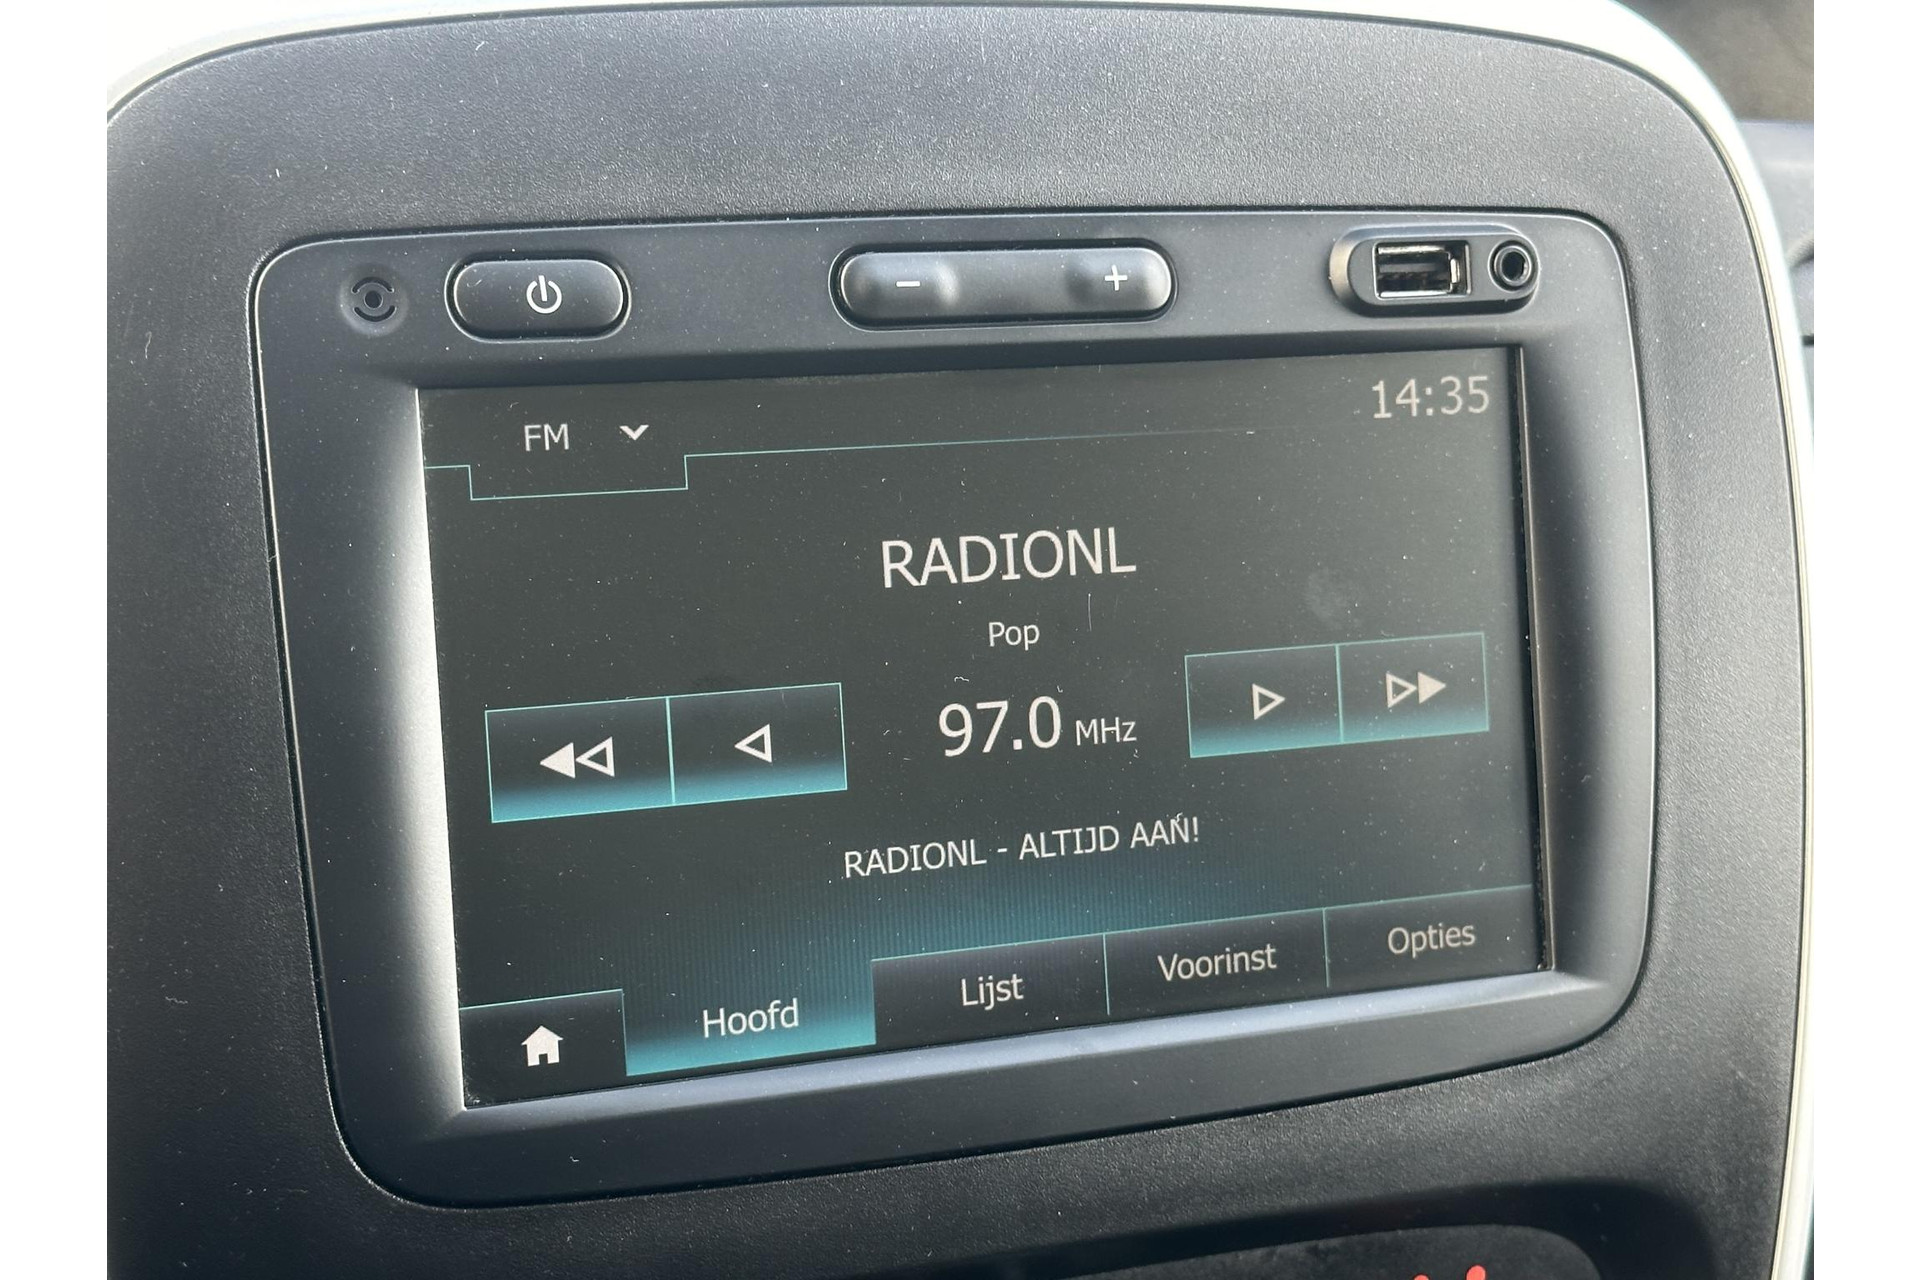 FM
14:35
RADIONL
Pop
97.0 MHz
RADIONL - ALTIJD AAN!
Hoofd
Lijst
Voorinst
Opties